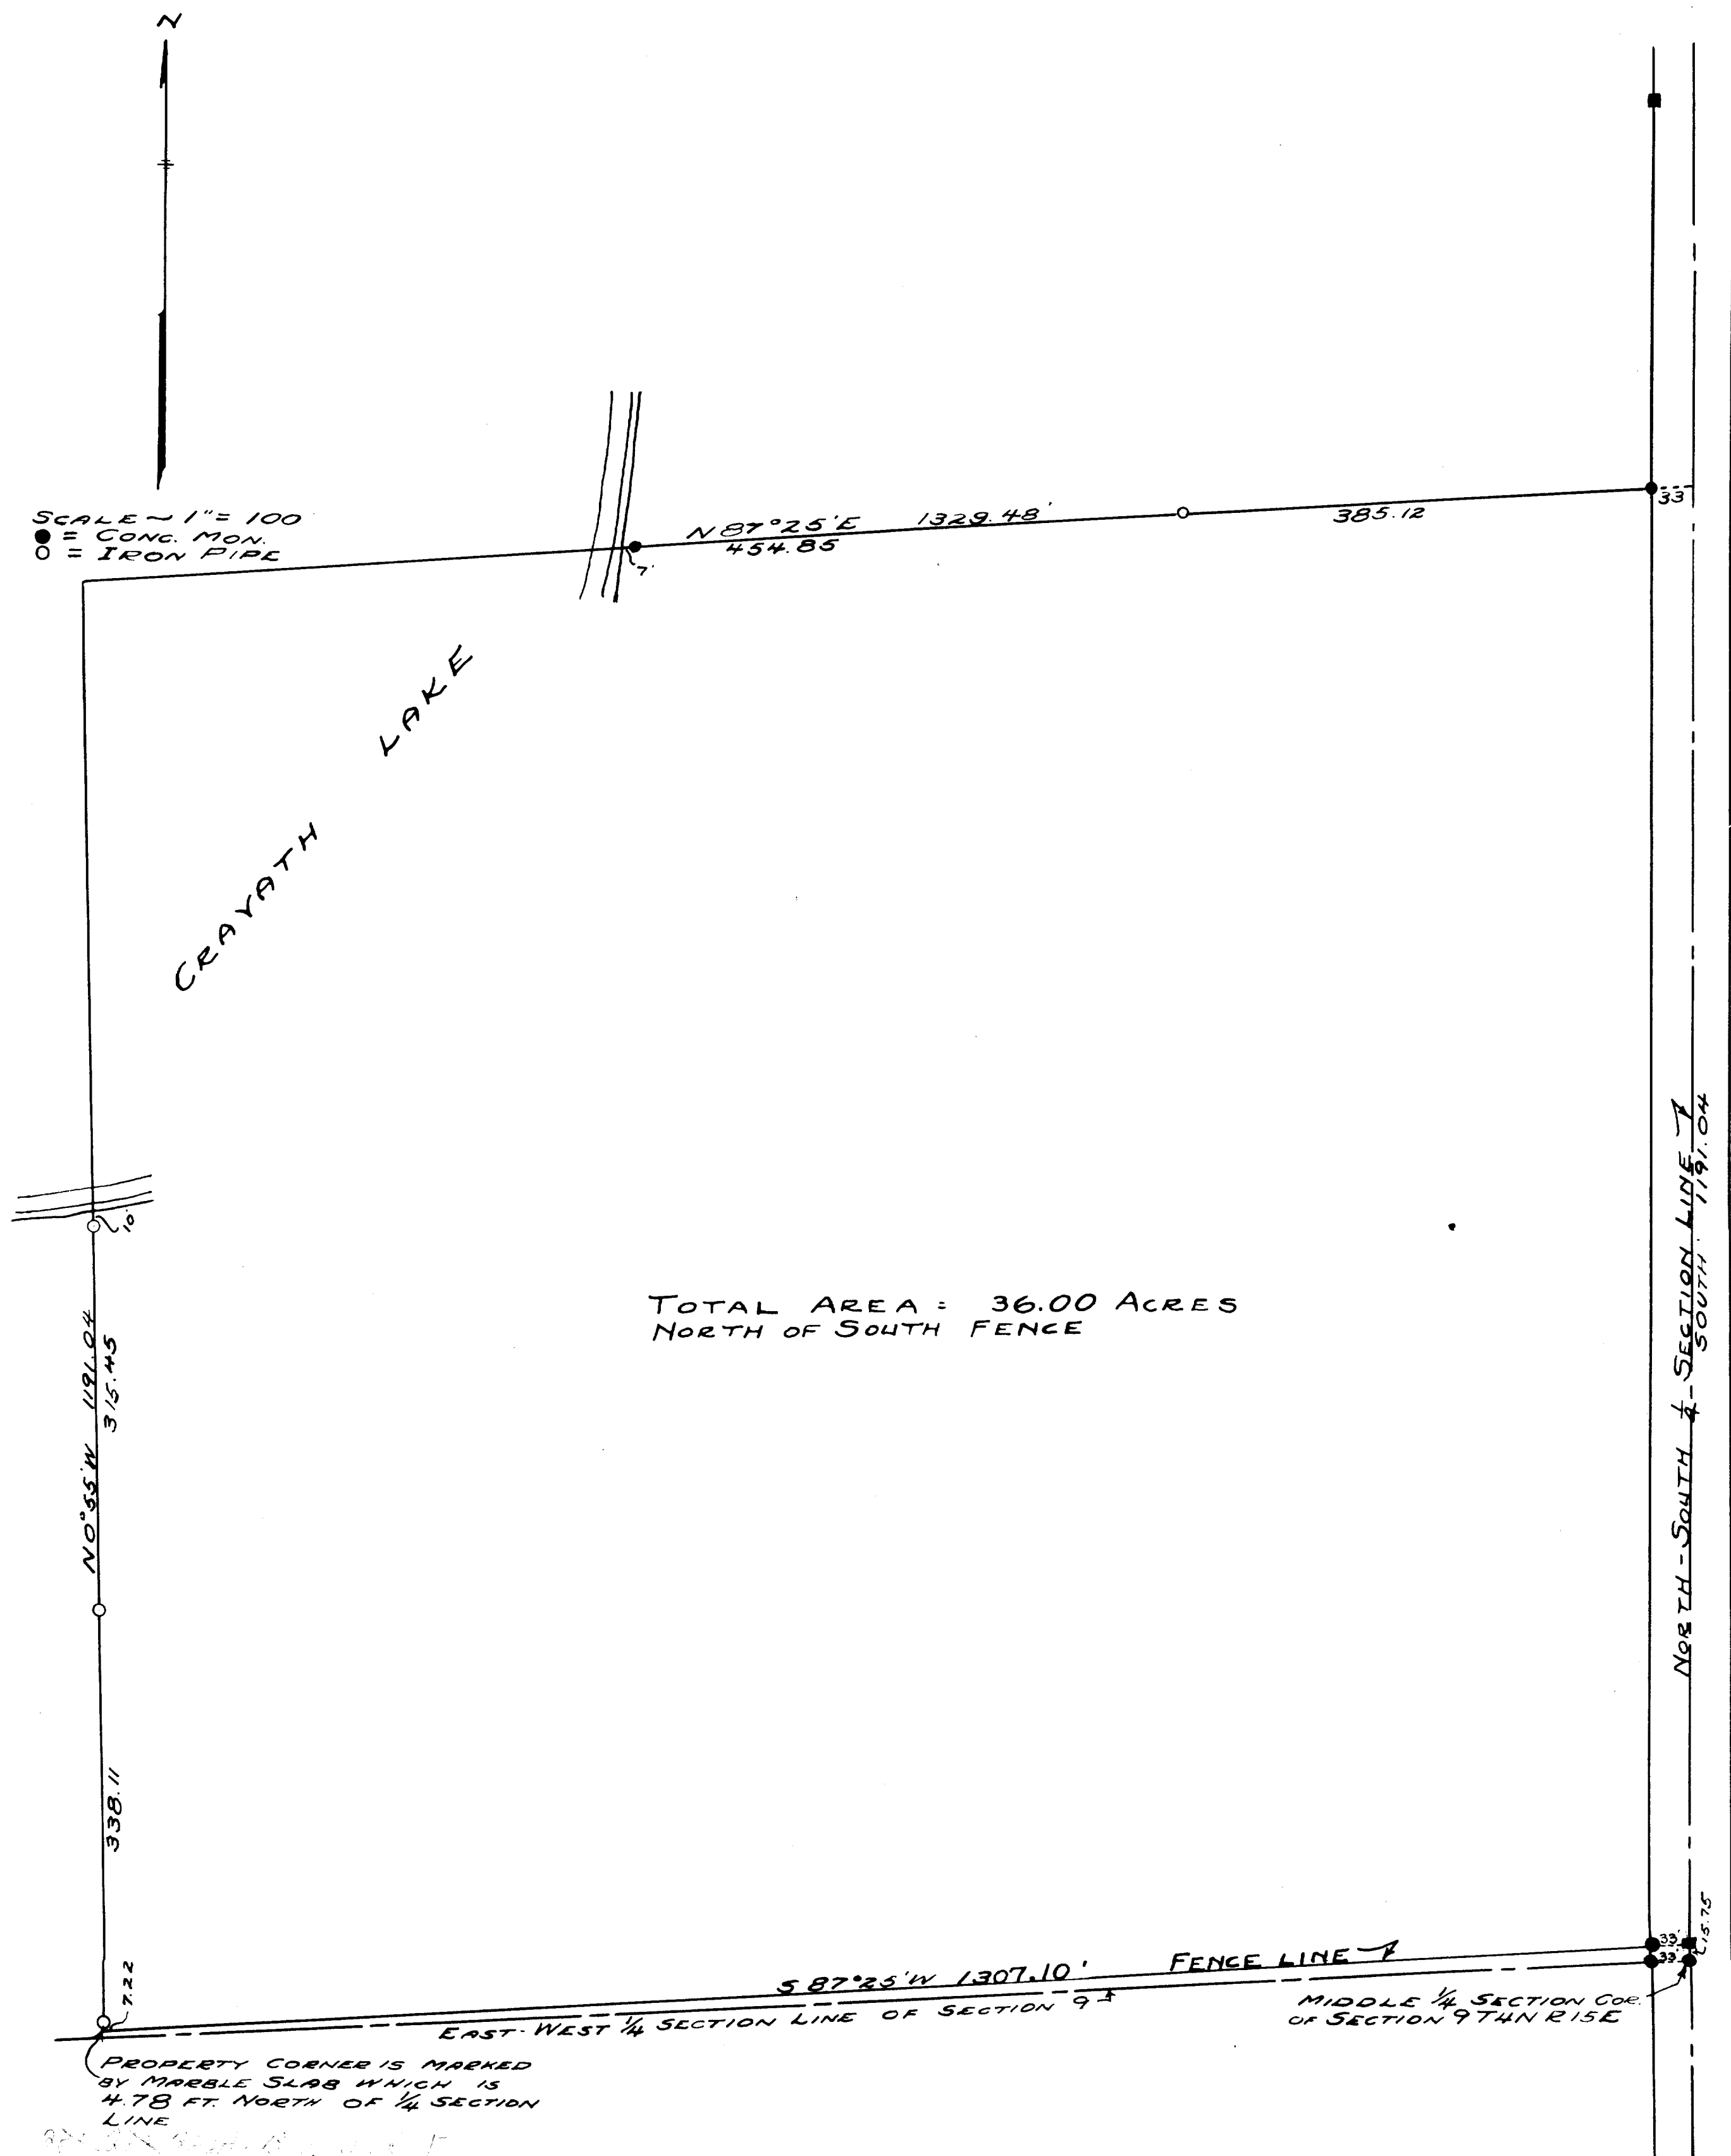 N
SCALE ~ 1" = 100'
● = CONC. MON.
○ = IRON PIPE
N 87°25'E 1329.48'
454.85
385.12
33'
7'
CRAVATH LAKE
10'
TOTAL AREA = 36.00 ACRES
NORTH OF SOUTH FENCE
N 0°55'W 1191.04
315.45
338.11
7.22
NORTH-SOUTH 1/4 SECTION LINE
SOUTH 1191.04
15.75
33'
33'
FENCE LINE
S 87°25'W 1307.10'
EAST-WEST 1/4 SECTION LINE OF SECTION 9
MIDDLE 1/4 SECTION COR.
OF SECTION 9 T4N R15E
PROPERTY CORNER IS MARKED
BY MARBLE SLAB WHICH IS
4.78 FT. NORTH OF 1/4 SECTION
LINE